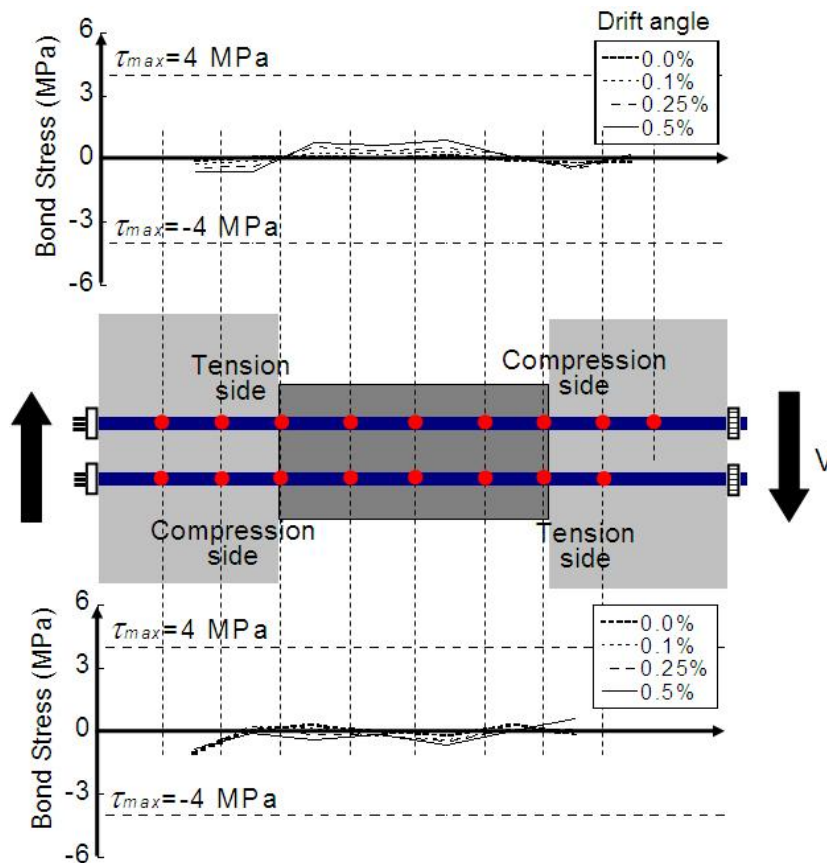 Drift angle
0.0%
0.1%
0.25%
0.5%
Bond Stress (MPa)
6
3
0
-3
-6
τmax=4 MPa
τmax=-4 MPa
Tension
side
Compression
side
Compression
side
Tension
side
V
Bond Stress (MPa)
6
3
0
-3
-6
τmax=4 MPa
τmax=-4 MPa
0.0%
0.1%
0.25%
0.5%